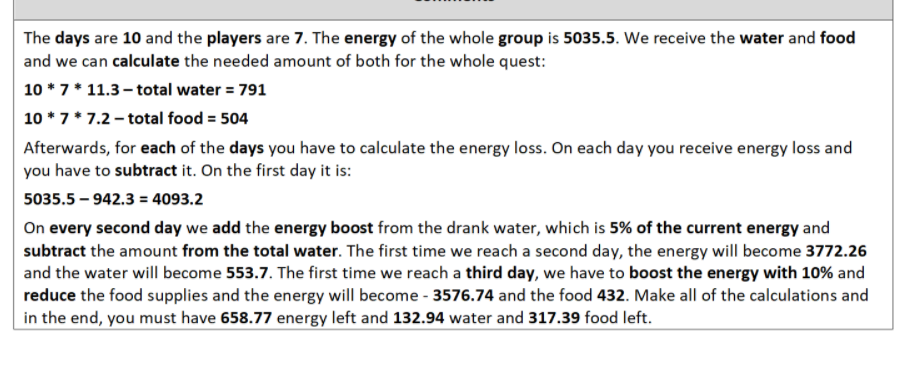 The days are 10 and the players are 7. The energy of the whole group is 5035.5. We receive the water and food
and we can calculate the needed amount of both for the whole quest:
10 * 7 * 11.3 – total water = 791
10 * 7 * 7.2 – total food = 504
Afterwards, for each of the days you have to calculate the energy loss. On each day you receive energy loss and
you have to subtract it. On the first day it is:
5035.5 – 942.3 = 4093.2
On every second day we add the energy boost from the drank water, which is 5% of the current energy and
subtract the amount from the total water. The first time we reach a second day, the energy will become 3772.26
and the water will become 553.7. The first time we reach a third day, we have to boost the energy with 10% and
reduce the food supplies and the energy will become - 3576.74 and the food 432. Make all of the calculations and
in the end, you must have 658.77 energy left and 132.94 water and 317.39 food left.